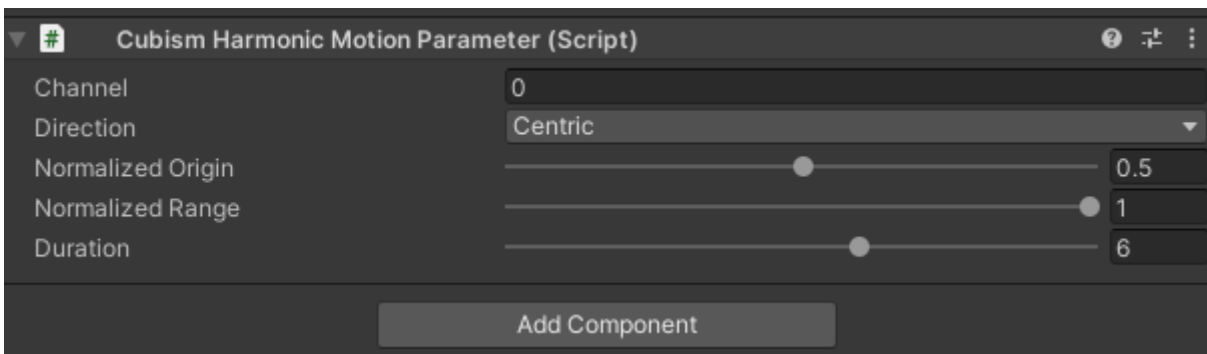 # Cubism Harmonic Motion Parameter (Script) ?
Channel 0
Direction Centric
Normalized Origin 0.5
Normalized Range 1
Duration 6
Add Component